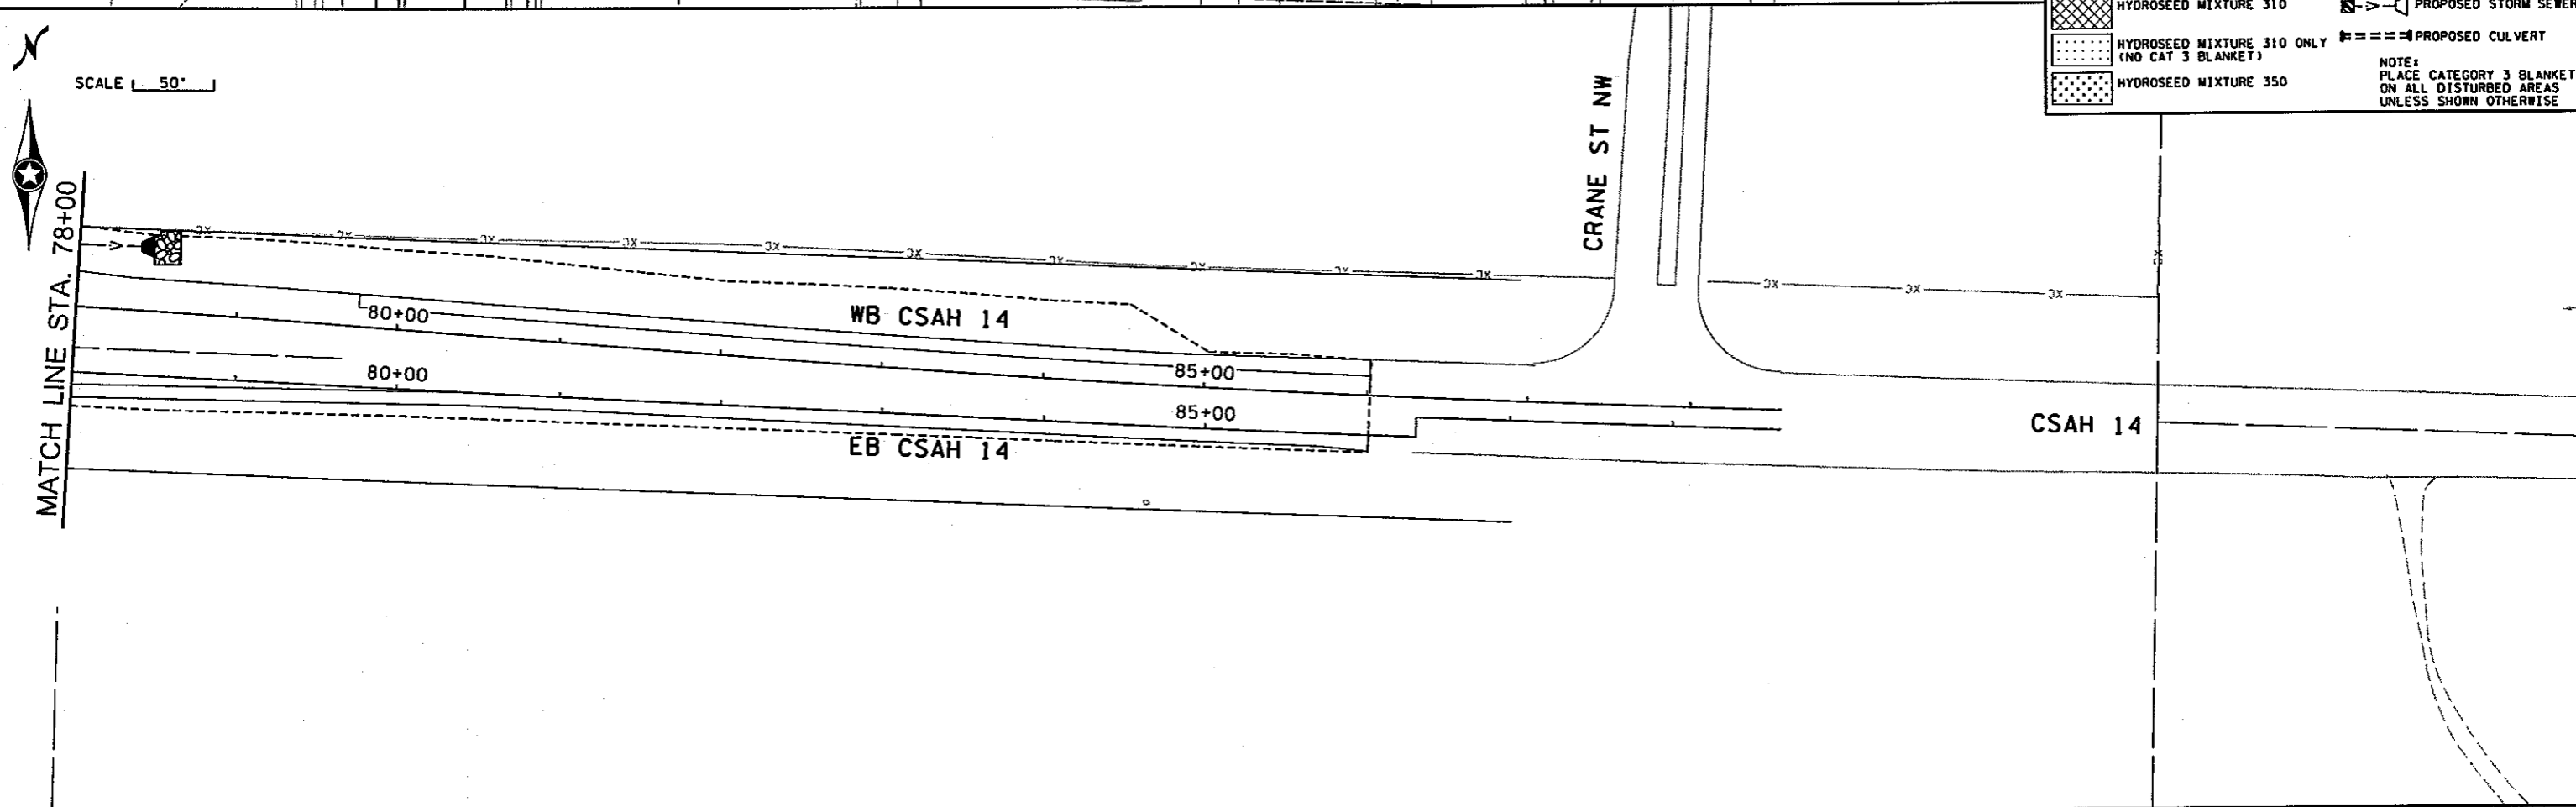 HYDROSEED MIXTURE 310
PROPOSED STORM SEWER
HYDROSEED MIXTURE 310 ONLY
(NO CAT 3 BLANKET)
PROPOSED CULVERT
HYDROSEED MIXTURE 350
NOTE:
PLACE CATEGORY 3 BLANKET
ON ALL DISTURBED AREAS
UNLESS SHOWN OTHERWISE
N
SCALE 50'
CRANE ST NW
MATCH LINE STA. 78+00
80+00
WB CSAH 14
80+00
85+00
85+00
EB CSAH 14
CSAH 14